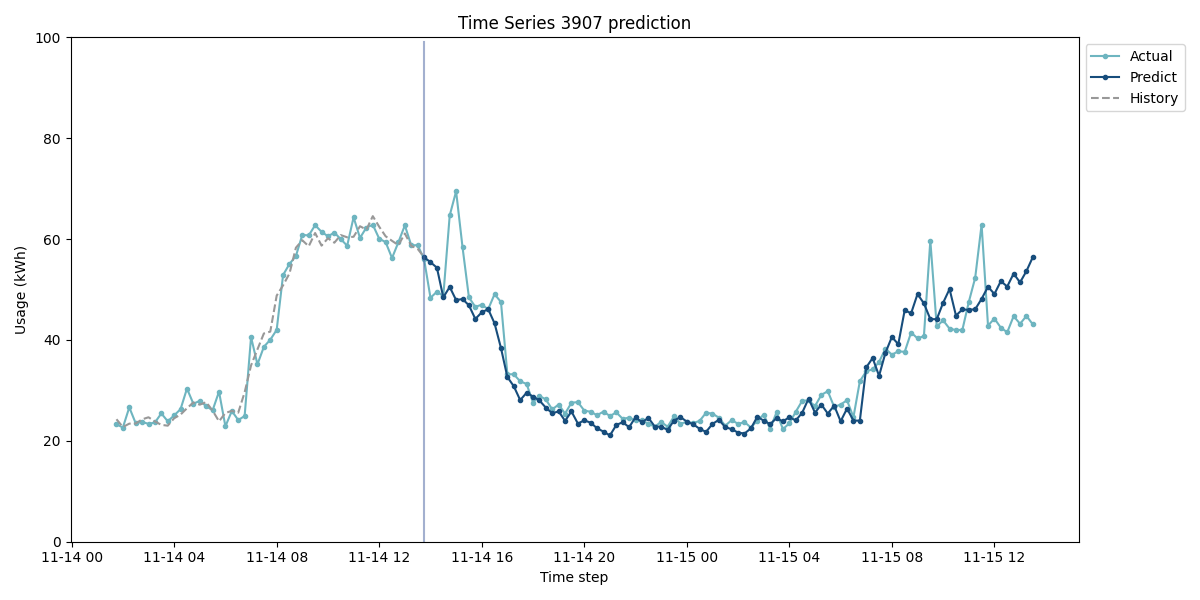 Time Series 3907 prediction
100
80
60
40
20
0
Usage (kWh)
11-14 00
11-14 04
11-14 08
11-14 12
11-14 16
11-14 20
11-15 00
11-15 04
11-15 08
11-15 12
Time step
Actual
Predict
History